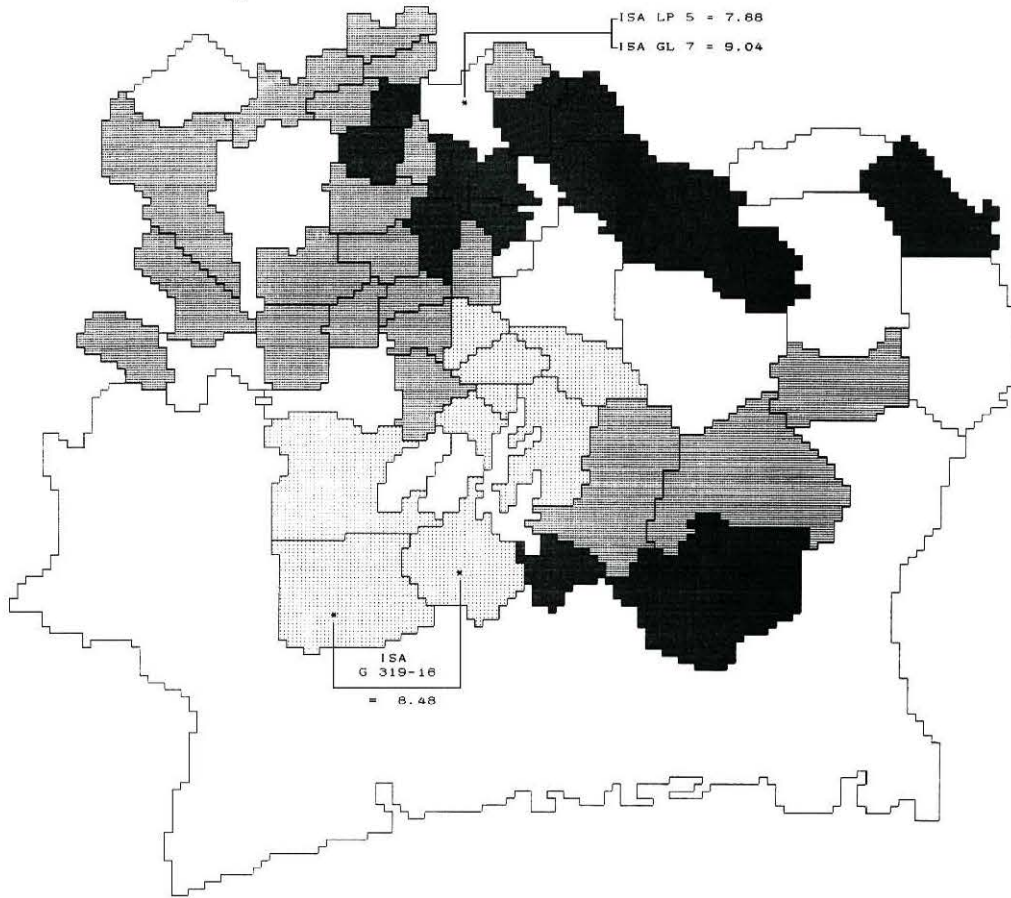 ISA LP 5 = 7.88
ISA GL 7 = 9.04
ISA
G 319-16
= 8.48